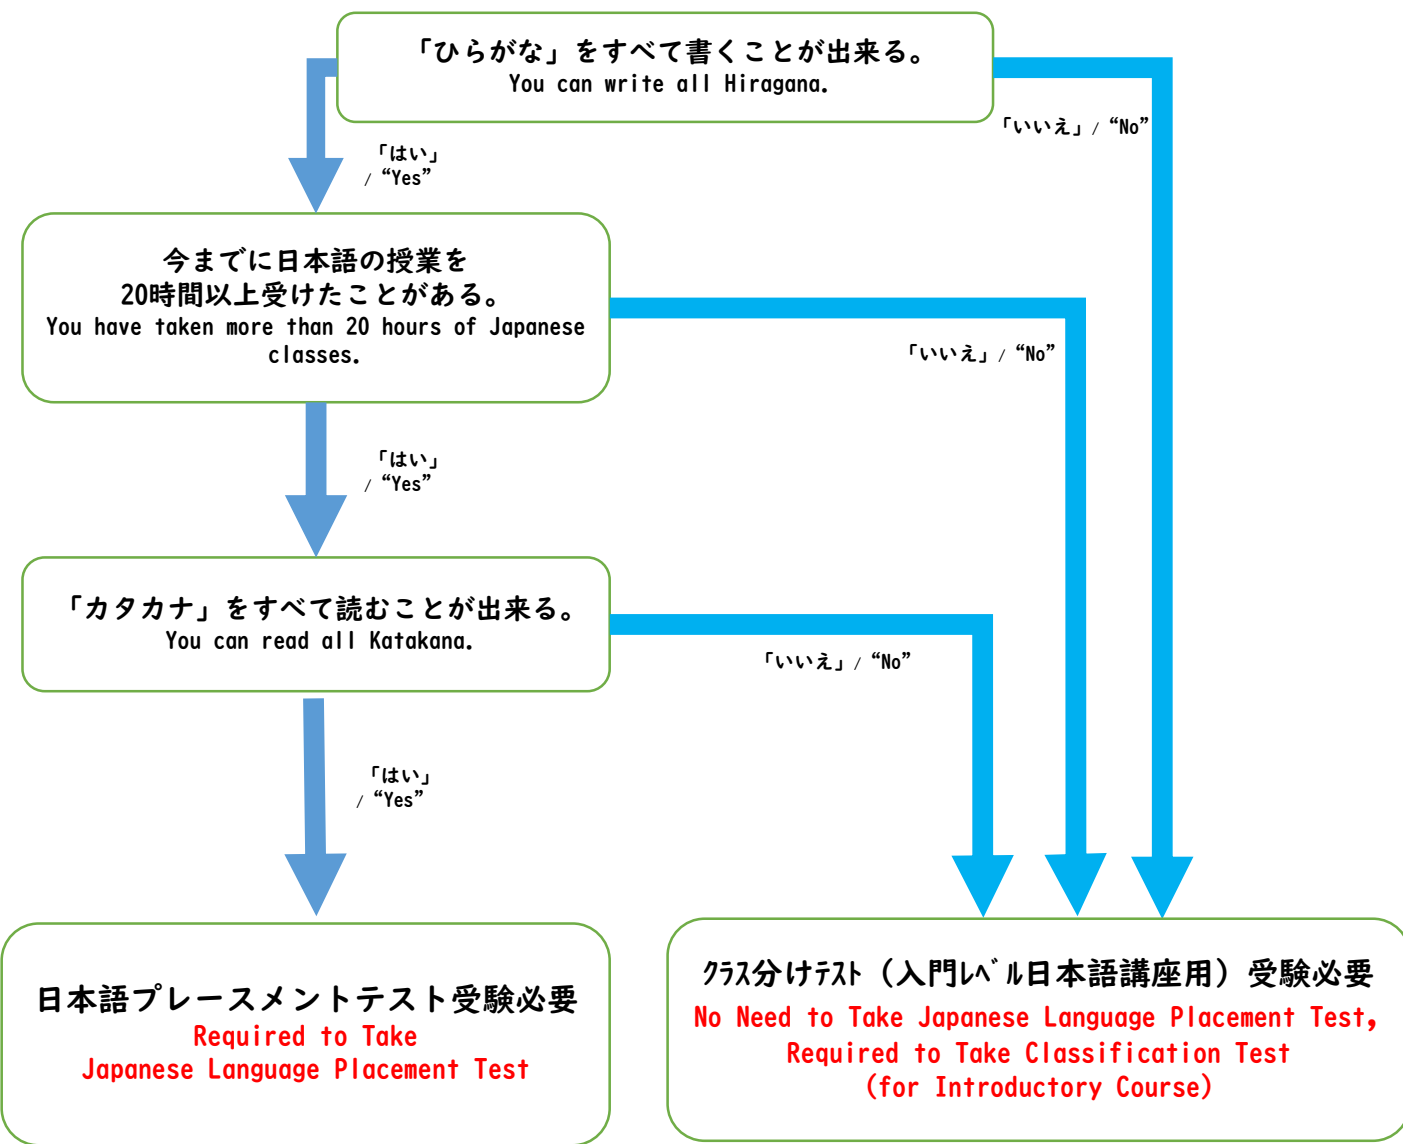 「ひらがな」をすべて書くことが出来る。
You can write all Hiragana.
「いいえ」/ “No”
「はい」
/ “Yes”
今までに日本語の授業を
20時間以上受けたことがある。
You have taken more than 20 hours of Japanese
classes.
「いいえ」/ “No”
「はい」
/ “Yes”
「カタカナ」をすべて読むことが出来る。
You can read all Katakana.
「いいえ」/ “No”
「はい」
/ “Yes”
日本語プレースメントテスト受験必要
Required to Take
Japanese Language Placement Test
ｸﾗｽ分けﾃｽﾄ（入門ﾚﾍﾞﾙ日本語講座用）受験必要
No Need to Take Japanese Language Placement Test,
Required to Take Classification Test
(for Introductory Course)